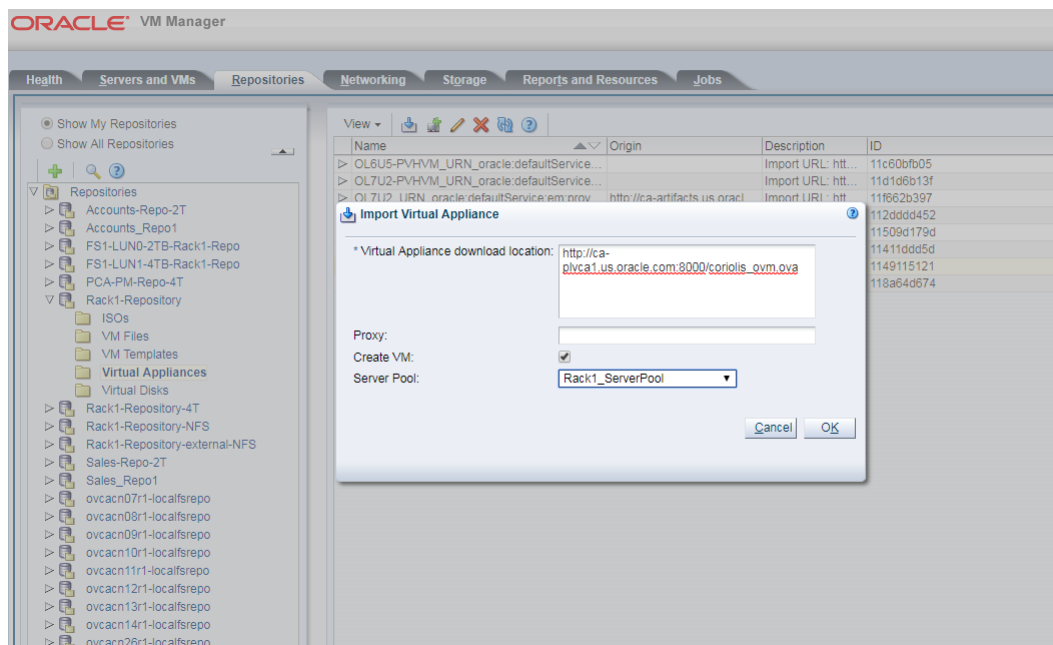 ORACLE VM Manager
Health Servers and VMs Repositories Networking Storage Reports and Resources Jobs
Show My Repositories
Show All Repositories
Repositories
Accounts-Repo-2T
Accounts_Repo1
FS1-LUN0-2TB-Rack1-Repo
FS1-LUN1-4TB-Rack1-Repo
PCA-PM-Repo-4T
Rack1-Repository
ISOs
VM Files
VM Templates
Virtual Appliances
Virtual Disks
Rack1-Repository-4T
Rack1-Repository-NFS
Rack1-Repository-external-NFS
Sales-Repo-2T
Sales_Repo1
ovcacn07r1-localfsrepo
ovcacn08r1-localfsrepo
ovcacn09r1-localfsrepo
ovcacn10r1-localfsrepo
ovcacn11r1-localfsrepo
ovcacn12r1-localfsrepo
ovcacn13r1-localfsrepo
ovcacn14r1-localfsrepo
ovcacn26r1-localfsrepo
View
Name Origin Description ID
OL6U5-PVHVM_URN_oracle:defaultService... Import URL: htt... 11c60bfb05
OL7U2-PVHVM_URN_oracle:defaultService... Import URL: htt... 11d1d6b13f
OL7U2_URN_oracle:defaultService:em:prov... http://ca-artifacts.us.oracl... Import URL: htt... 11f662b397
112dddd452
11509d179d
11411ddd5d
1149115121
118a64d674
Import Virtual Appliance
* Virtual Appliance download location: http://ca-
plvca1.us.oracle.com:8000/coriolis_ovm.ova
Proxy:
Create VM:
Server Pool: Rack1_ServerPool
Cancel OK